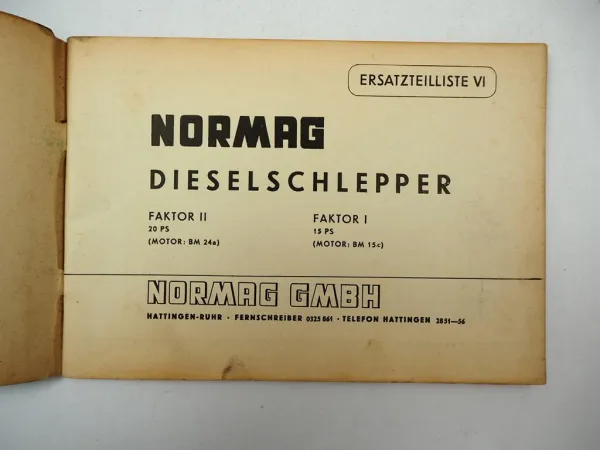 ERSATZTEILLISTE VI
NORMAG
DIESELSCHLEPPER
FAKTOR II
20 PS
(MOTOR: BM 24a)
FAKTOR I
15 PS
(MOTOR: BM 15c)
NORMAG GMBH
HATTINGEN-RUHR · FERNSCHREIBER 0325 861 · TELEFON HATTINGEN 2851—56